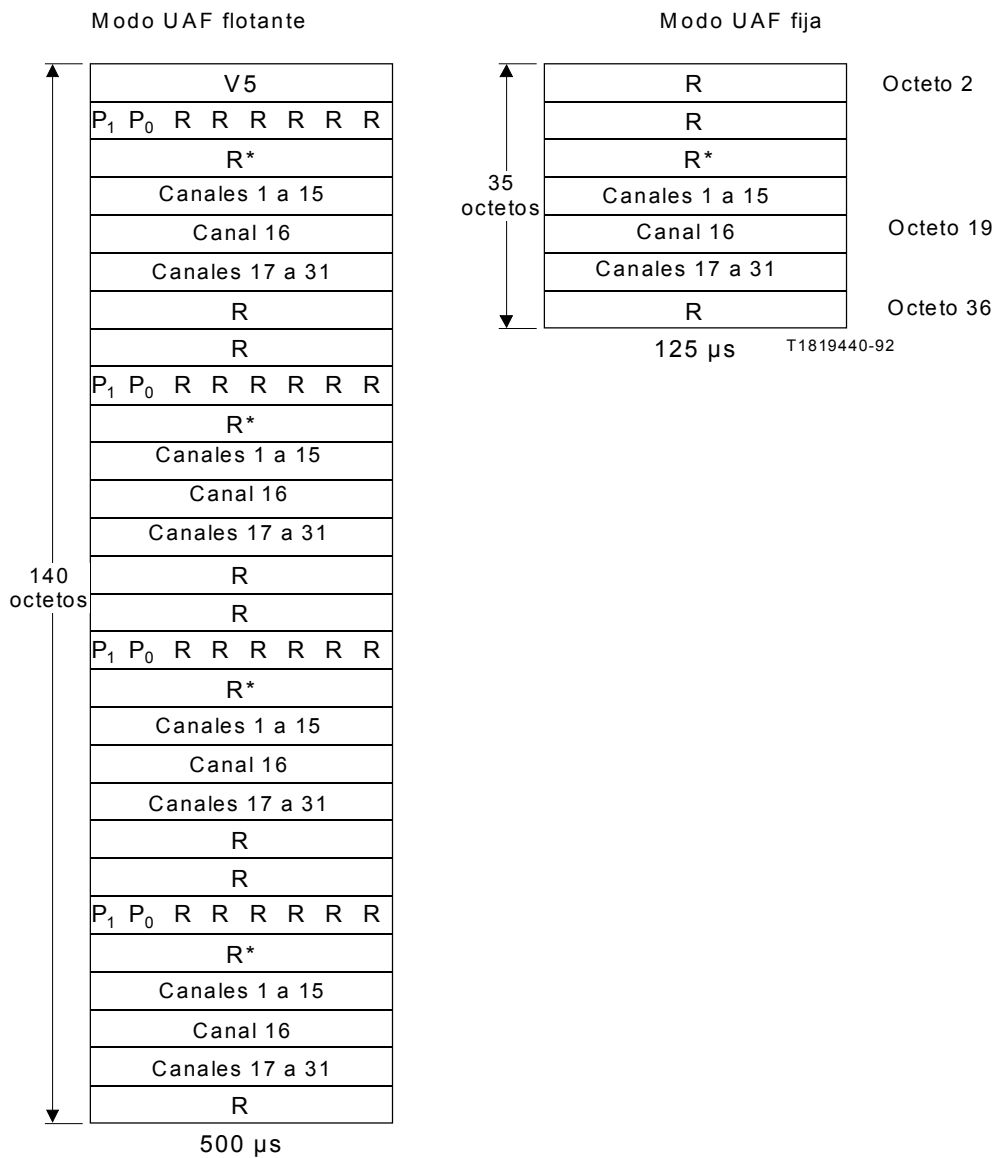 Modo UAF flotante
V5
P1 P0 R R R R R R
R*
Canales 1 a 15
Canal 16
Canales 17 a 31
R
R
P1 P0 R R R R R R
R*
Canales 1 a 15
Canal 16
Canales 17 a 31
R
R
P1 P0 R R R R R R
R*
Canales 1 a 15
Canal 16
Canales 17 a 31
R
R
P1 P0 R R R R R R
R*
Canales 1 a 15
Canal 16
Canales 17 a 31
R
140
octetos
500 µs
Modo UAF fija
R
Octeto 2
R
R*
35
octetos
Canales 1 a 15
Canal 16
Octeto 19
Canales 17 a 31
R
Octeto 36
125 µs
T1819440-92